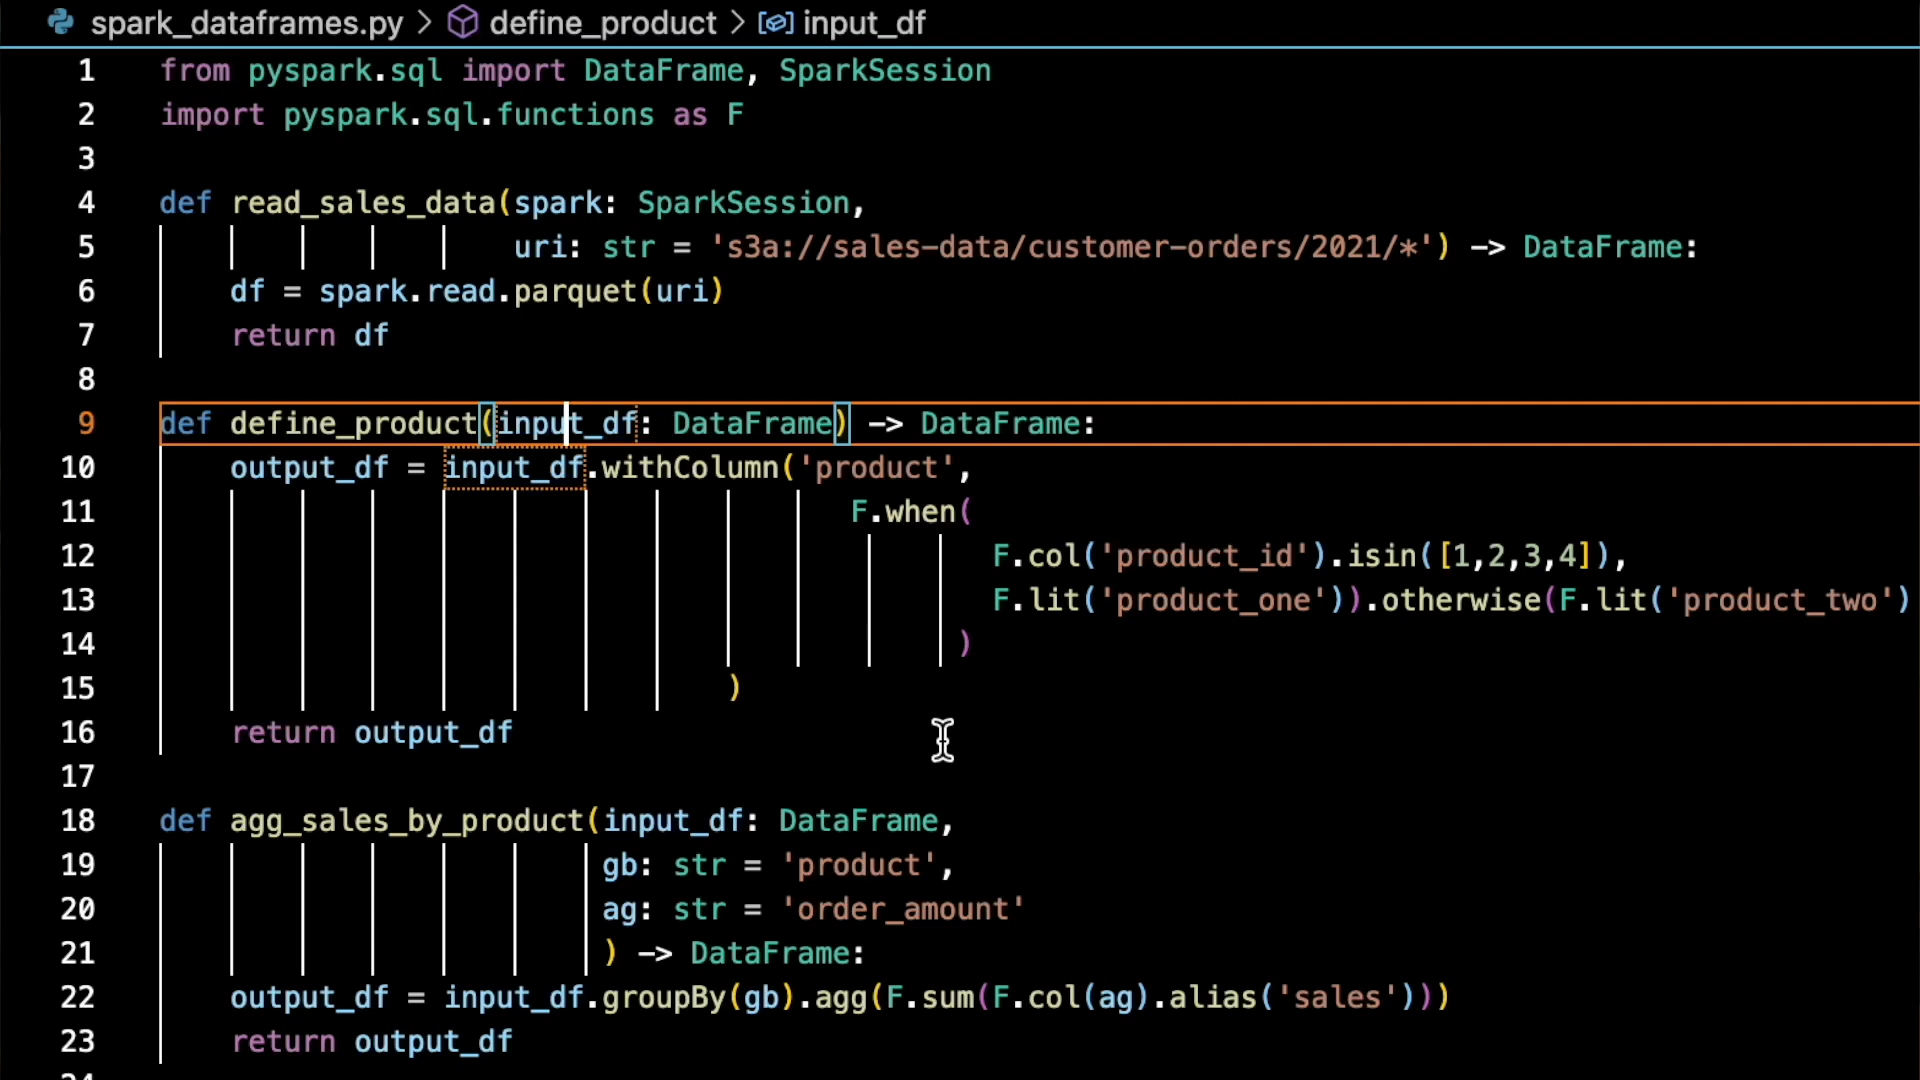 spark_dataframes.py > define_product > input_df
1 from pyspark.sql import DataFrame, SparkSession
2 import pyspark.sql.functions as F
3
4 def read_sales_data(spark: SparkSession,
5 uri: str = 's3a://sales-data/customer-orders/2021/*') -> DataFrame:
6 df = spark.read.parquet(uri)
7 return df
8
9 def define_product(input_df: DataFrame) -> DataFrame:
10 output_df = input_df.withColumn('product',
11 F.when(
12 F.col('product_id').isin([1,2,3,4]),
13 F.lit('product_one')).otherwise(F.lit('product_two')
14 )
15 )
16 return output_df
17
18 def agg_sales_by_product(input_df: DataFrame,
19 gb: str = 'product',
20 ag: str = 'order_amount'
21 ) -> DataFrame:
22 output_df = input_df.groupBy(gb).agg(F.sum(F.col(ag).alias('sales')))
23 return output_df